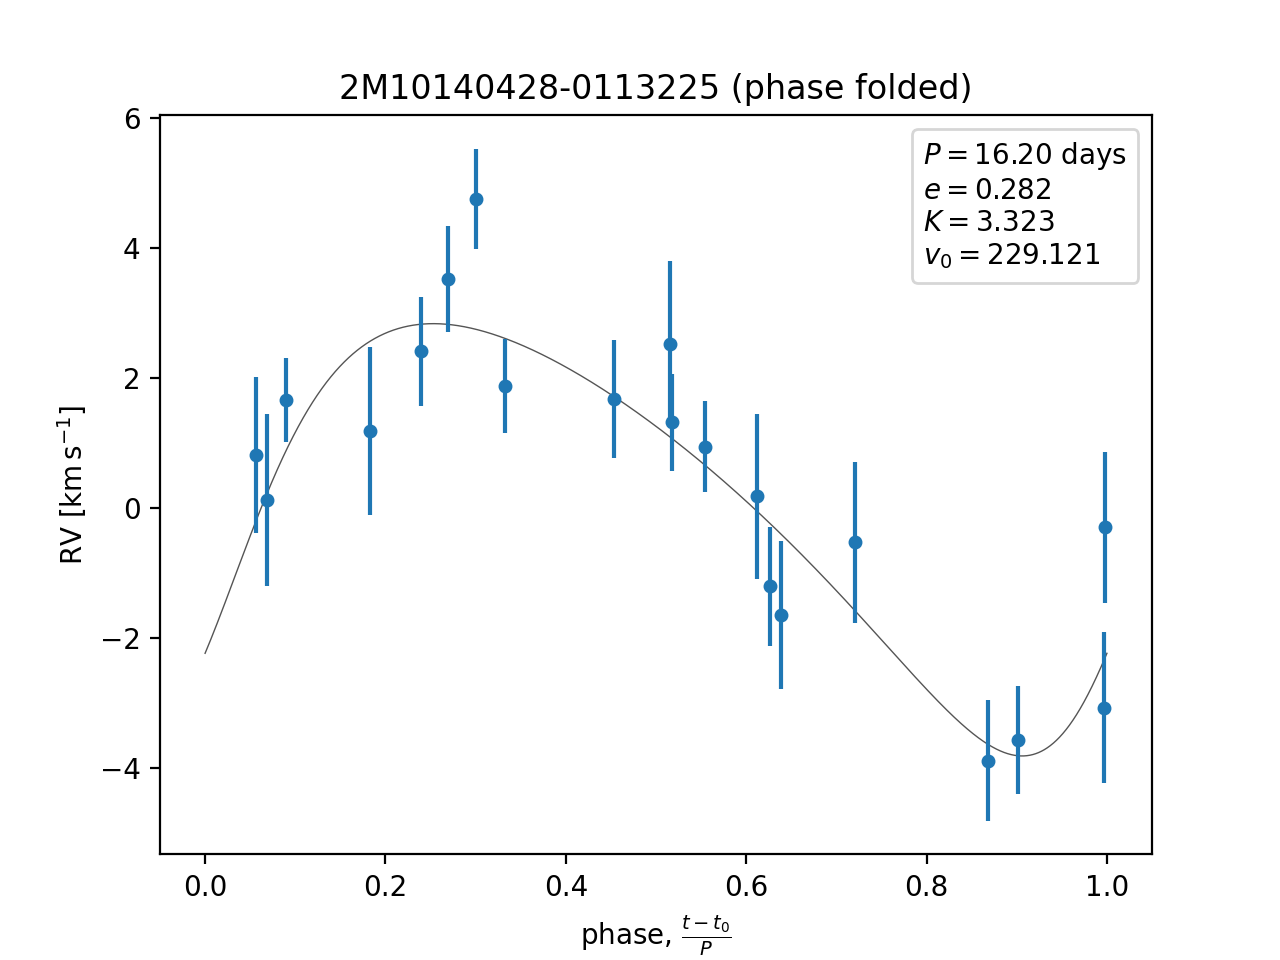 2M10140428-0113225 (phase folded)
P = 16.20 days
e = 0.282
K = 3.323
v₀ = 229.121
6
4
2
0
−2
−4
RV [km s⁻¹]
0.0 0.2 0.4 0.6 0.8 1.0
phase, (t − t₀)/P